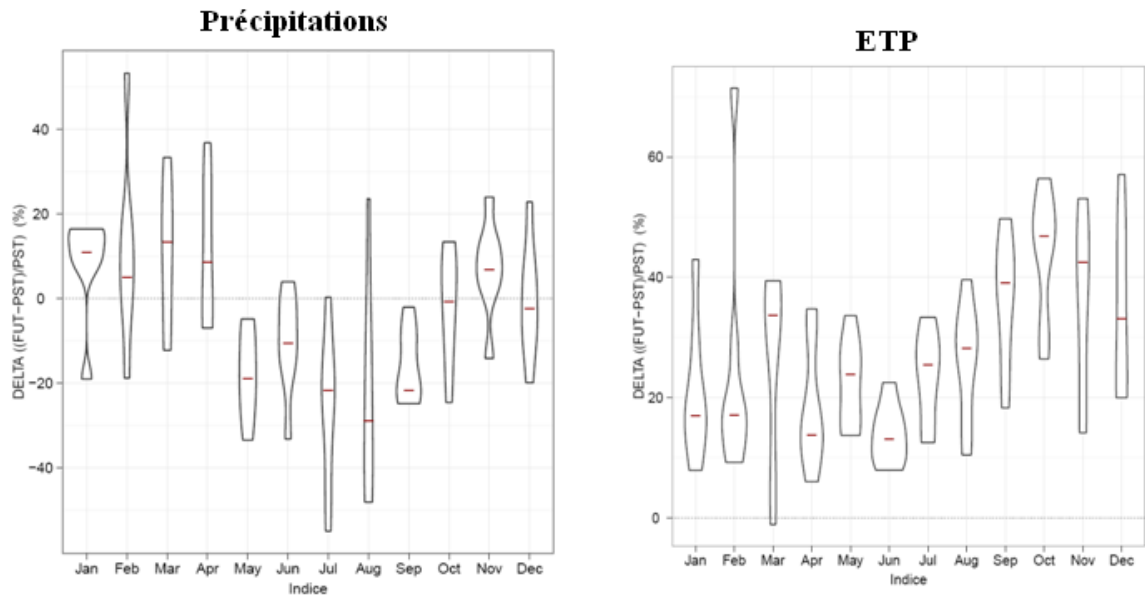 Précipitations
DELTA ((FUT−PST)/PST) (%)
40
20
0
−20
−40
Jan Feb Mar Apr May Jun Jul Aug Sep Oct Nov Dec
Indice
ETP
DELTA ((FUT−PST)/PST) (%)
60
40
20
0
Jan Feb Mar Apr May Jun Jul Aug Sep Oct Nov Dec
Indice